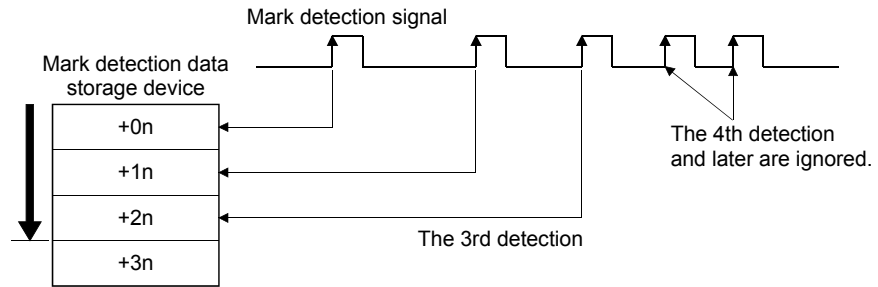 Mark detection signal
Mark detection data
storage device
+0n
+1n
+2n
+3n
The 4th detection
and later are ignored.
The 3rd detection